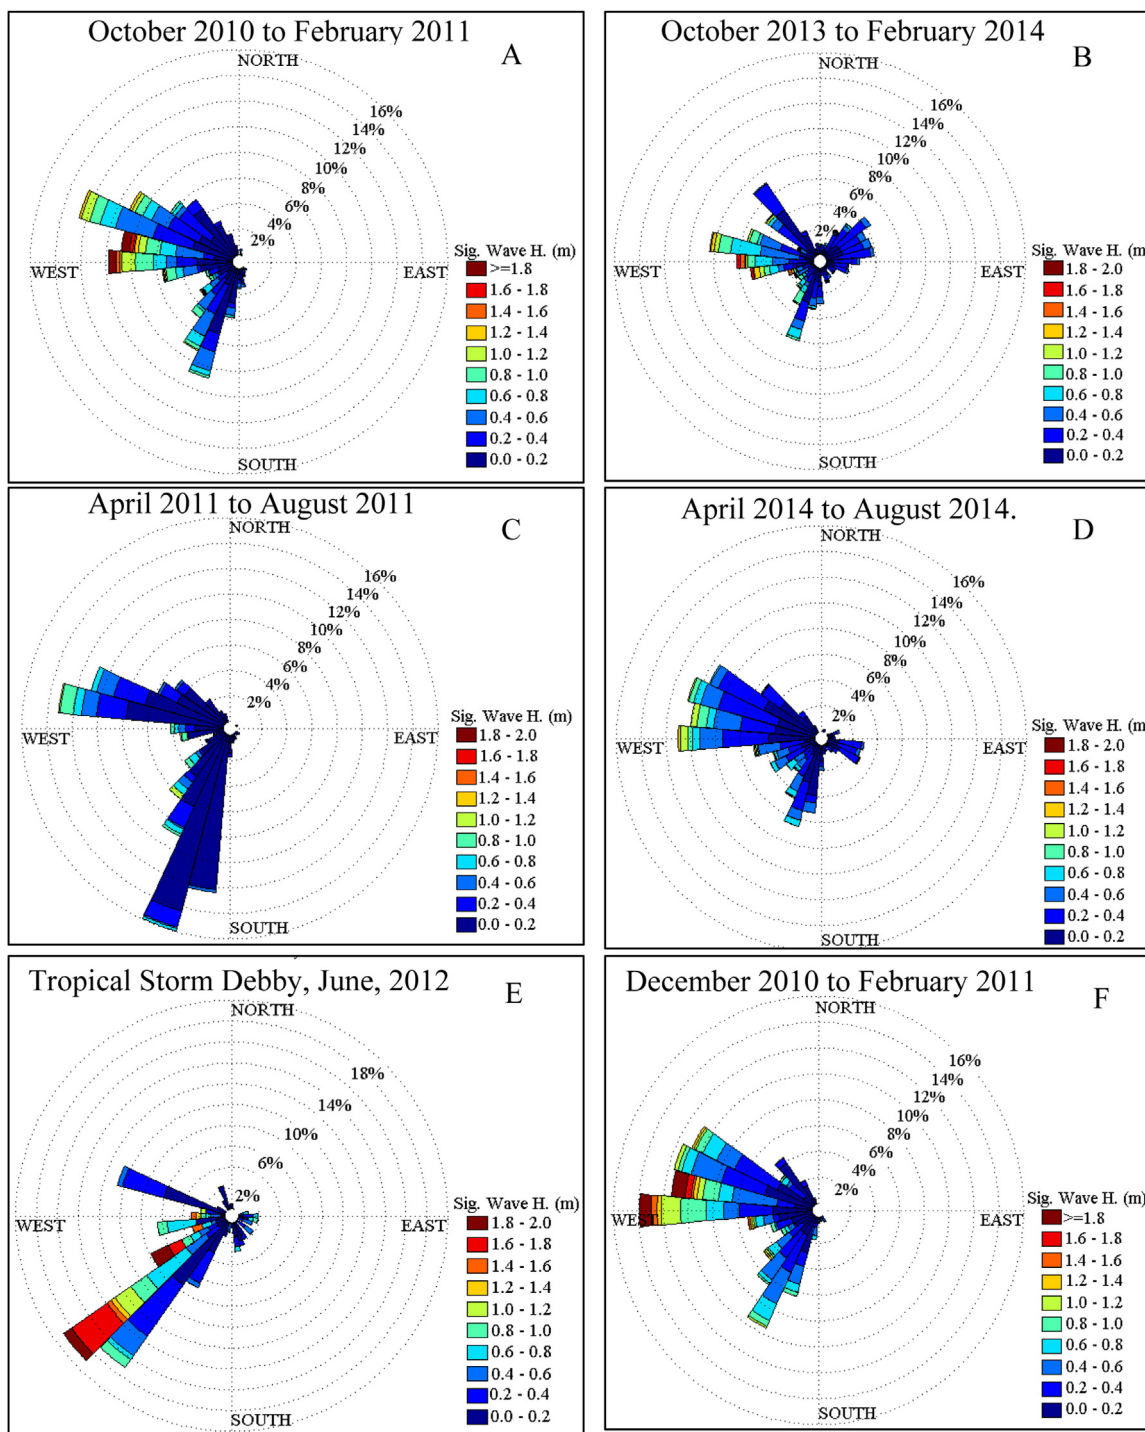 October 2010 to February 2011
A
NORTH
16%
14%
12%
10%
8%
6%
4%
2%
WEST
EAST
SOUTH
Sig. Wave H. (m)
>=1.8
1.6 - 1.8
1.4 - 1.6
1.2 - 1.4
1.0 - 1.2
0.8 - 1.0
0.6 - 0.8
0.4 - 0.6
0.2 - 0.4
0.0 - 0.2
October 2013 to February 2014
B
NORTH
16%
14%
12%
10%
8%
6%
4%
2%
WEST
EAST
SOUTH
Sig. Wave H. (m
1.8 - 2.0
1.6 - 1.8
1.4 - 1.6
1.2 - 1.4
1.0 - 1.2
0.8 - 1.0
0.6 - 0.8
0.4 - 0.6
0.2 - 0.4
0.0 - 0.2
April 2011 to August 2011
C
NORTH
16%
14%
12%
10%
8%
6%
4%
2%
WEST
EAST
SOUTH
Sig. Wave H. (m)
1.8 - 2.0
1.6 - 1.8
1.4 - 1.6
1.2 - 1.4
1.0 - 1.2
0.8 - 1.0
0.6 - 0.8
0.4 - 0.6
0.2 - 0.4
0.0 - 0.2
April 2014 to August 2014.
D
NORTH
16%
14%
12%
10%
8%
6%
4%
2%
WEST
EAST
SOUTH
Sig. Wave H. (m)
1.8 - 2.0
1.6 - 1.8
1.4 - 1.6
1.2 - 1.4
1.0 - 1.2
0.8 - 1.0
0.6 - 0.8
0.4 - 0.6
0.2 - 0.4
0.0 - 0.2
Tropical Storm Debby, June, 2012
E
NORTH
18%
14%
10%
6%
2%
WEST
EAST
SOUTH
Sig. Wave H. (m)
1.8 - 2.0
1.6 - 1.8
1.4 - 1.6
1.2 - 1.4
1.0 - 1.2
0.8 - 1.0
0.6 - 0.8
0.4 - 0.6
0.2 - 0.4
0.0 - 0.2
December 2010 to February 2011
F
NORTH
16%
14%
12%
10%
8%
6%
4%
2%
WEST
EAST
SOUTH
Sig. Wave H. (m)
>=1.8
1.6 - 1.8
1.4 - 1.6
1.2 - 1.4
1.0 - 1.2
0.8 - 1.0
0.6 - 0.8
0.4 - 0.6
0.2 - 0.4
0.0 - 0.2